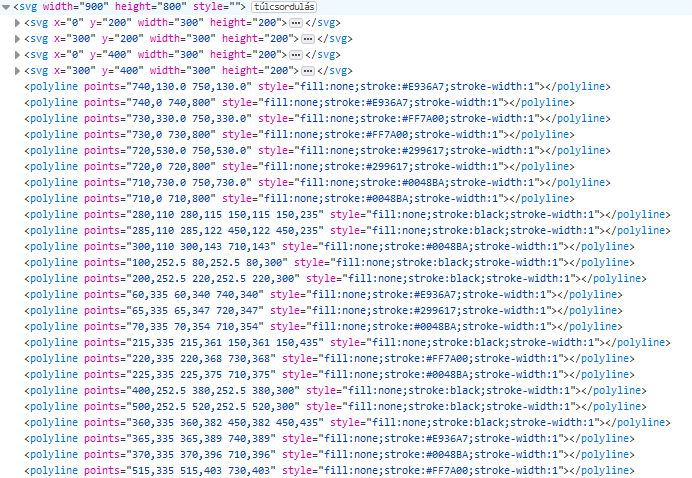 <svg width="900" height="800" style=""> túlcsordulás
<svg x="0" y="200" width="300" height="200"> ⋯ </svg>
<svg x="300" y="200" width="300" height="200"> ⋯ </svg>
<svg x="0" y="400" width="300" height="200"> ⋯ </svg>
<svg x="300" y="400" width="300" height="200"> ⋯ </svg>
<polyline points="740,130.0 750,130.0" style="fill:none;stroke:#E936A7;stroke-width:1"></polyline>
<polyline points="740,0 740,800" style="fill:none;stroke:#E936A7;stroke-width:1"></polyline>
<polyline points="730,330.0 750,330.0" style="fill:none;stroke:#FF7A00;stroke-width:1"></polyline>
<polyline points="730,0 730,800" style="fill:none;stroke:#FF7A00;stroke-width:1"></polyline>
<polyline points="720,530.0 750,530.0" style="fill:none;stroke:#299617;stroke-width:1"></polyline>
<polyline points="720,0 720,800" style="fill:none;stroke:#299617;stroke-width:1"></polyline>
<polyline points="710,730.0 750,730.0" style="fill:none;stroke:#0048BA;stroke-width:1"></polyline>
<polyline points="710,0 710,800" style="fill:none;stroke:#0048BA;stroke-width:1"></polyline>
<polyline points="280,110 280,115 150,115 150,235" style="fill:none;stroke:black;stroke-width:1"></polyline>
<polyline points="285,110 285,122 450,122 450,235" style="fill:none;stroke:black;stroke-width:1"></polyline>
<polyline points="300,110 300,143 710,143" style="fill:none;stroke:#0048BA;stroke-width:1"></polyline>
<polyline points="100,252.5 80,252.5 80,300" style="fill:none;stroke:black;stroke-width:1"></polyline>
<polyline points="200,252.5 220,252.5 220,300" style="fill:none;stroke:black;stroke-width:1"></polyline>
<polyline points="60,335 60,340 740,340" style="fill:none;stroke:#E936A7;stroke-width:1"></polyline>
<polyline points="65,335 65,347 720,347" style="fill:none;stroke:#299617;stroke-width:1"></polyline>
<polyline points="70,335 70,354 710,354" style="fill:none;stroke:#0048BA;stroke-width:1"></polyline>
<polyline points="215,335 215,361 150,361 150,435" style="fill:none;stroke:black;stroke-width:1"></polyline>
<polyline points="220,335 220,368 730,368" style="fill:none;stroke:#FF7A00;stroke-width:1"></polyline>
<polyline points="225,335 225,375 710,375" style="fill:none;stroke:#0048BA;stroke-width:1"></polyline>
<polyline points="400,252.5 380,252.5 380,300" style="fill:none;stroke:black;stroke-width:1"></polyline>
<polyline points="500,252.5 520,252.5 520,300" style="fill:none;stroke:black;stroke-width:1"></polyline>
<polyline points="360,335 360,382 450,382 450,435" style="fill:none;stroke:black;stroke-width:1"></polyline>
<polyline points="365,335 365,389 740,389" style="fill:none;stroke:#E936A7;stroke-width:1"></polyline>
<polyline points="370,335 370,396 710,396" style="fill:none;stroke:#0048BA;stroke-width:1"></polyline>
<polyline points="515,335 515,403 730,403" style="fill:none;stroke:#FF7A00;stroke-width:1"></polyline>